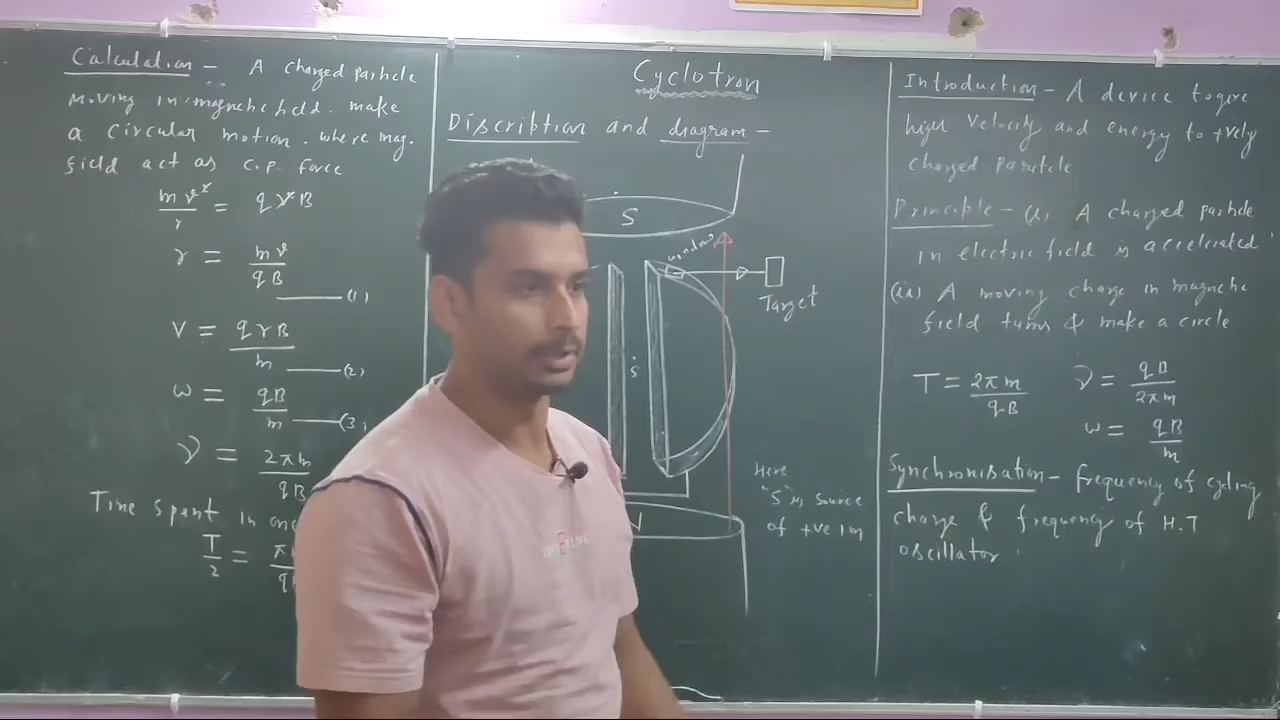 Calculation - A charged particle
moving in magnetic field. make
a circular motion. where mag.
field act as C.P. force
mv²/r = qvB
r = mv/qB
(1)
V = qrB/m
(2)
ω = qB/m
(3)
ν = 2πm/qB
Time spent in one
T/2 = π
Cyclotron
Discribtion and diagram -
S
window
Target
S
N
Here
"S" is source
of +ve ion
Introduction - A device to give
high velocity and energy to +vely
charged particle
Principle - (i) A charged particle
in electric field is accelerated
(ii) A moving charge in magnetic
field turns & make a circle
T = 2πm/qB ν = qB/2πm
ω = qB/m
Synchronisation - frequency of cycling
charge & frequency of H.T
oscillator.